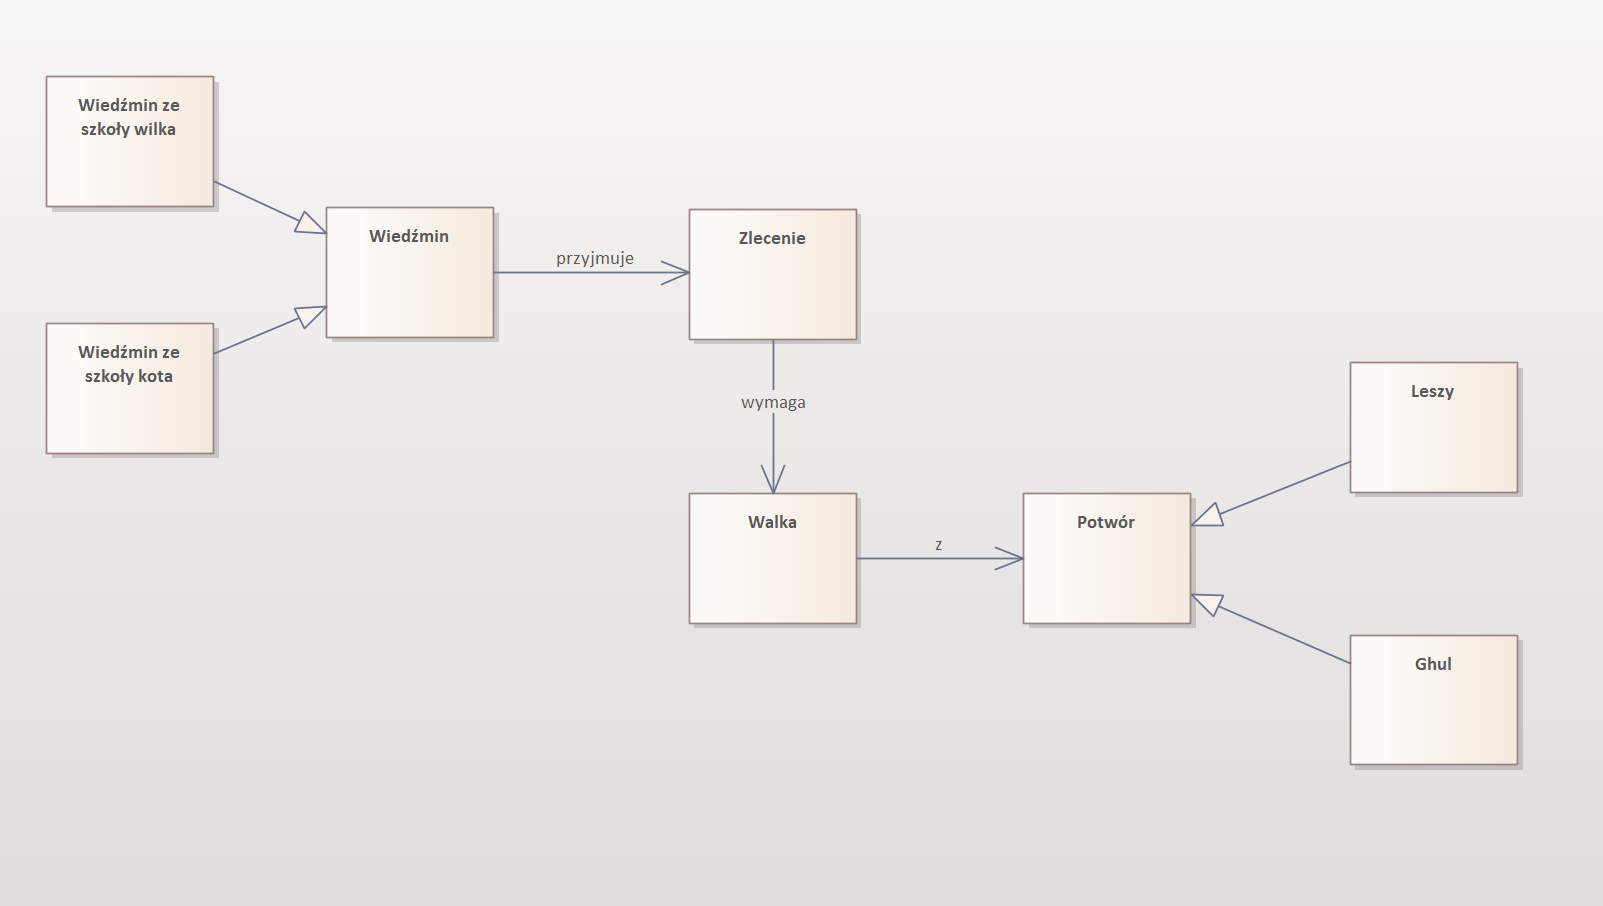 Wiedźmin ze
szkoły wilka
Wiedźmin
przyjmuje
Zlecenie
Wiedźmin ze
szkoły kota
wymaga
Leszy
Walka
z
Potwór
Ghul